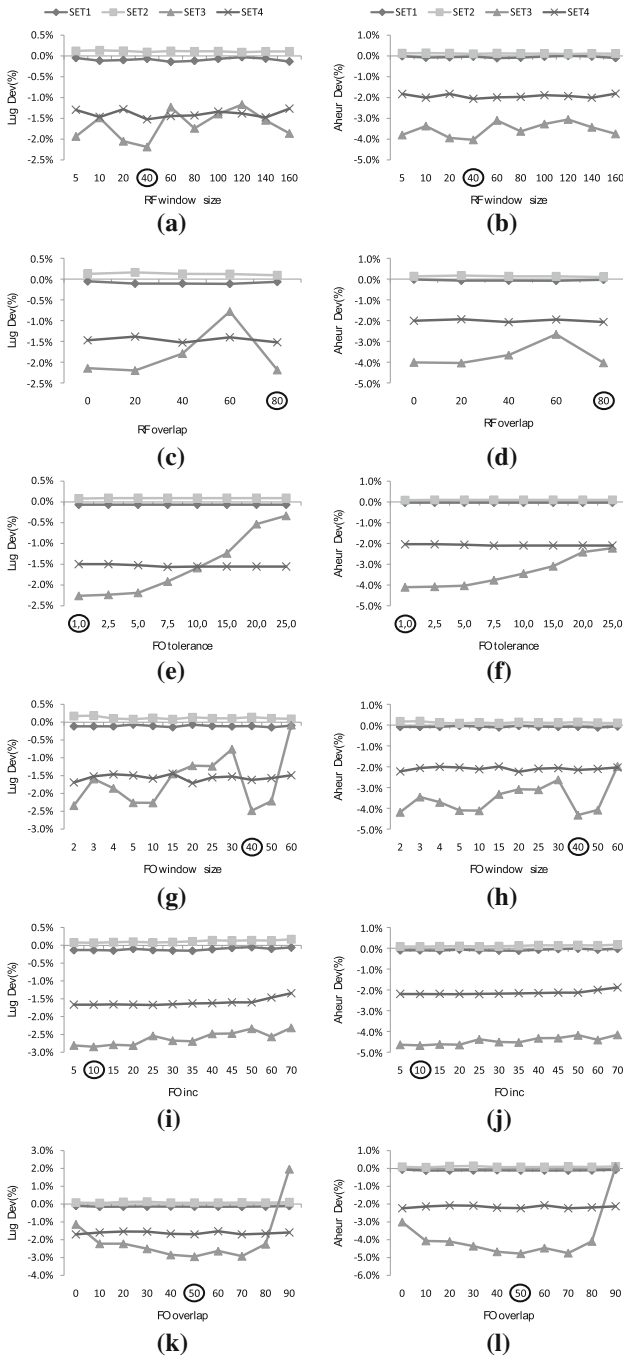 SET1 SET2 SET3 SET4
SET1 SET2 SET3 SET4
Lug Dev(%)
0.5%
0.0%
-0.5%
-1.0%
-1.5%
-2.0%
-2.5%
5 10 20 40 60 80 100 120 140 160
RF window size
(a)
Aheur Dev(%)
1.0%
0.0%
-1.0%
-2.0%
-3.0%
-4.0%
-5.0%
5 10 20 40 60 80 100 120 140 160
RF window size
(b)
Lug Dev(%)
0.5%
0.0%
-0.5%
-1.0%
-1.5%
-2.0%
-2.5%
0 20 40 60 80
RF overlap
(c)
Aheur Dev(%)
1.0%
0.0%
-1.0%
-2.0%
-3.0%
-4.0%
-5.0%
0 20 40 60 80
RF overlap
(d)
Lug Dev(%)
0.5%
0.0%
-0.5%
-1.0%
-1.5%
-2.0%
-2.5%
1,0 2,5 5,0 7,5 10,0 15,0 20,0 25,0
FO tolerance
(e)
Aheur Dev(%)
1.0%
0.0%
-1.0%
-2.0%
-3.0%
-4.0%
-5.0%
1,0 2,5 5,0 7,5 10,0 15,0 20,0 25,0
FO tolerance
(f)
Lug Dev(%)
0.5%
0.0%
-0.5%
-1.0%
-1.5%
-2.0%
-2.5%
-3.0%
2 3 4 5 10 15 20 25 30 40 50 60
FO window size
(g)
Aheur Dev(%)
1.0%
0.0%
-1.0%
-2.0%
-3.0%
-4.0%
-5.0%
2 3 4 5 10 15 20 25 30 40 50 60
FO window size
(h)
Lug Dev(%)
0.5%
0.0%
-0.5%
-1.0%
-1.5%
-2.0%
-2.5%
-3.0%
5 10 15 20 25 30 35 40 45 50 60 70
FO inc
(i)
Aheur Dev(%)
1.0%
0.0%
-1.0%
-2.0%
-3.0%
-4.0%
-5.0%
5 10 15 20 25 30 35 40 45 50 60 70
FO inc
(j)
Lug Dev(%)
3.0%
2.0%
1.0%
0.0%
-1.0%
-2.0%
-3.0%
-4.0%
0 10 20 30 40 50 60 70 80 90
FO overlap
(k)
Aheur Dev(%)
1.0%
0.0%
-1.0%
-2.0%
-3.0%
-4.0%
-5.0%
-6.0%
0 10 20 30 40 50 60 70 80 90
FO overlap
(l)